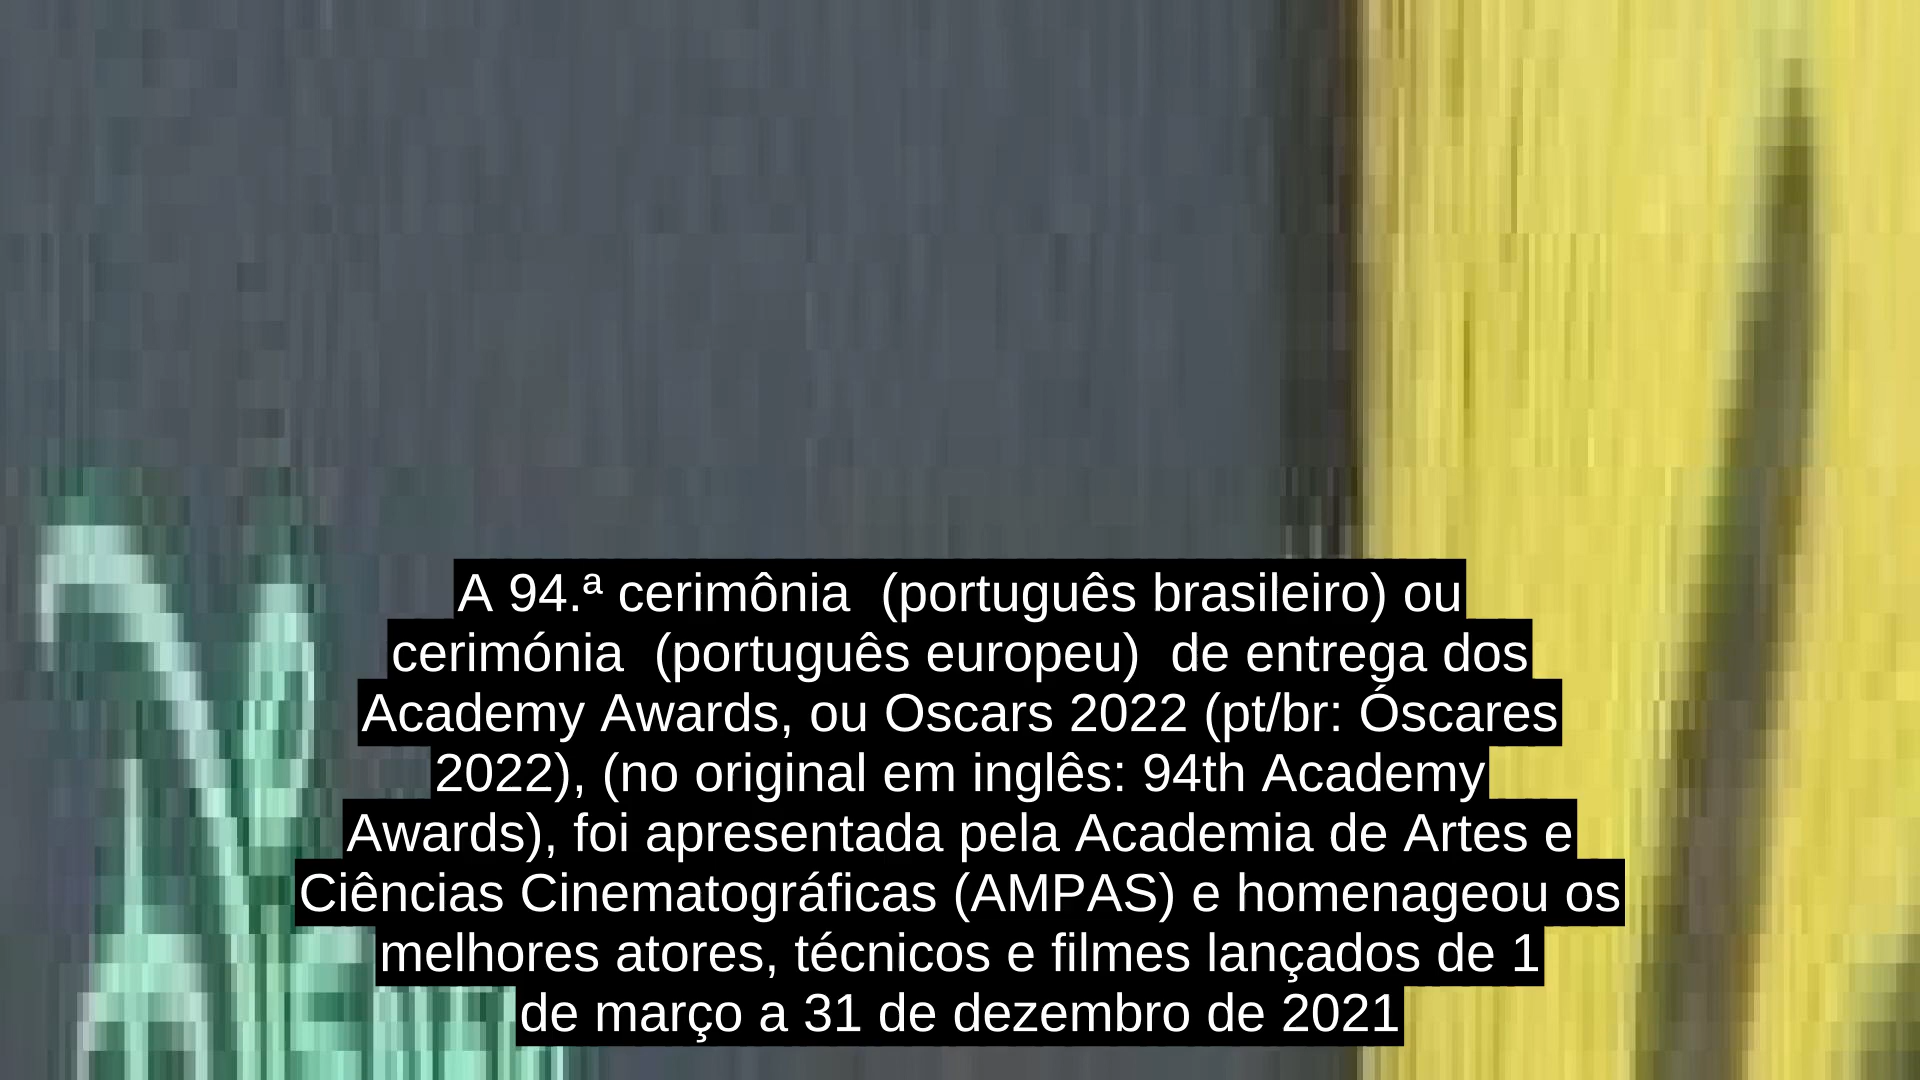 A 94.ª cerimônia  (português brasileiro) ou
cerimónia  (português europeu)  de entrega dos
Academy Awards, ou Oscars 2022 (pt/br: Óscares
2022), (no original em inglês: 94th Academy
Awards), foi apresentada pela Academia de Artes e
Ciências Cinematográficas (AMPAS) e homenageou os
melhores atores, técnicos e filmes lançados de 1
de março a 31 de dezembro de 2021